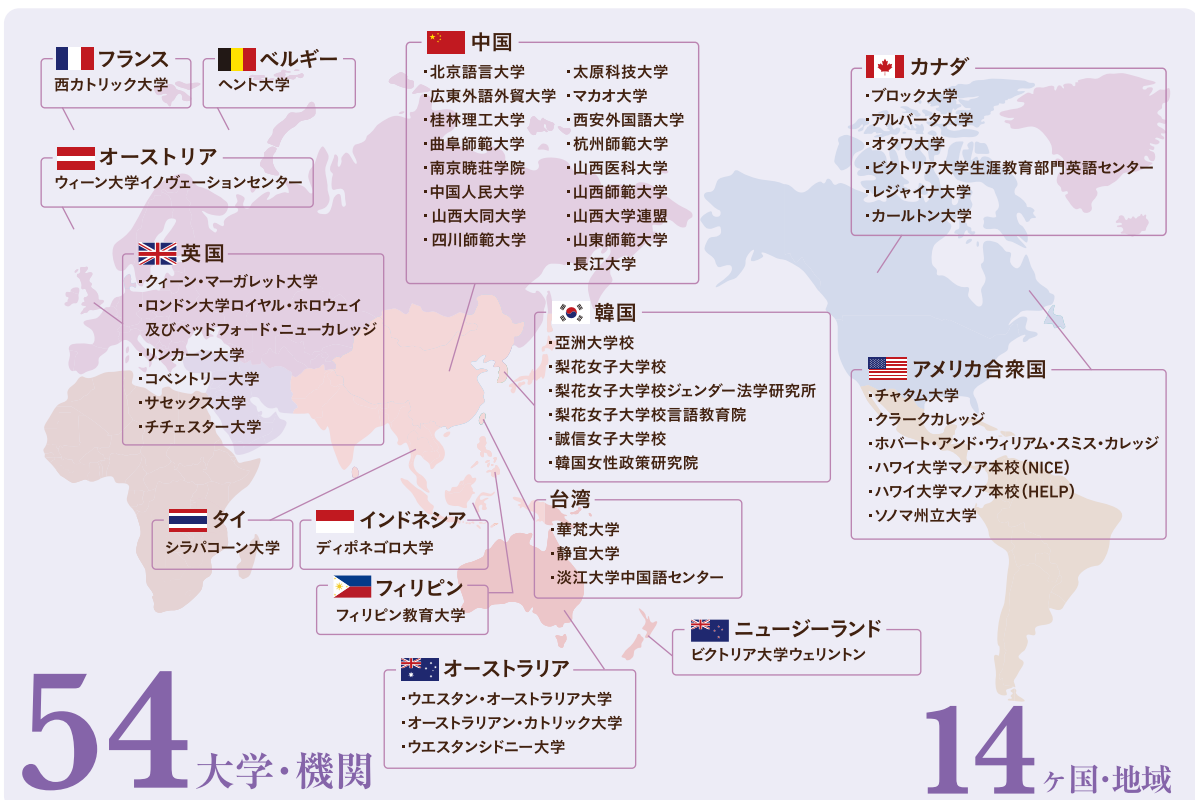 フランス
西カトリック大学
ベルギー
ヘント大学
オーストリア
ウィーン大学イノヴェーションセンター
英国
・クィーン・マーガレット大学
・ロンドン大学ロイヤル・ホロウェイ
及びベッドフォード・ニューカレッジ
・リンカーン大学
・コベントリー大学
・サセックス大学
・チチェスター大学
中国
・北京語言大学
・広東外語外貿大学
・桂林理工大学
・曲阜師範大学
・南京暁荘学院
・中国人民大学
・山西大同大学
・四川師範大学
・太原科技大学
・マカオ大学
・西安外国語大学
・杭州師範大学
・山西医科大学
・山西師範大学
・山西大学連盟
・山東師範大学
・長江大学
カナダ
・ブロック大学
・アルバータ大学
・オタワ大学
・ビクトリア大学生涯教育部門英語センター
・レジャイナ大学
・カールトン大学
韓国
・亞洲大学校
・梨花女子大学校
・梨花女子大学校ジェンダー法学研究所
・梨花女子大学校言語教育院
・誠信女子大学校
・韓国女性政策研究院
アメリカ合衆国
・チャタム大学
・クラークカレッジ
・ホバート・アンド・ウィリアム・スミス・カレッジ
・ハワイ大学マノア本校(NICE)
・ハワイ大学マノア本校(HELP)
・ソノマ州立大学
タイ
シラパコーン大学
インドネシア
ディポネゴロ大学
台湾
・華梵大学
・静宜大学
・淡江大学中国語センター
フィリピン
フィリピン教育大学
ニュージーランド
ビクトリア大学ウェリントン
オーストラリア
・ウエスタン・オーストラリア大学
・オーストラリアン・カトリック大学
・ウエスタンシドニー大学
54大学・機関
14ヶ国・地域